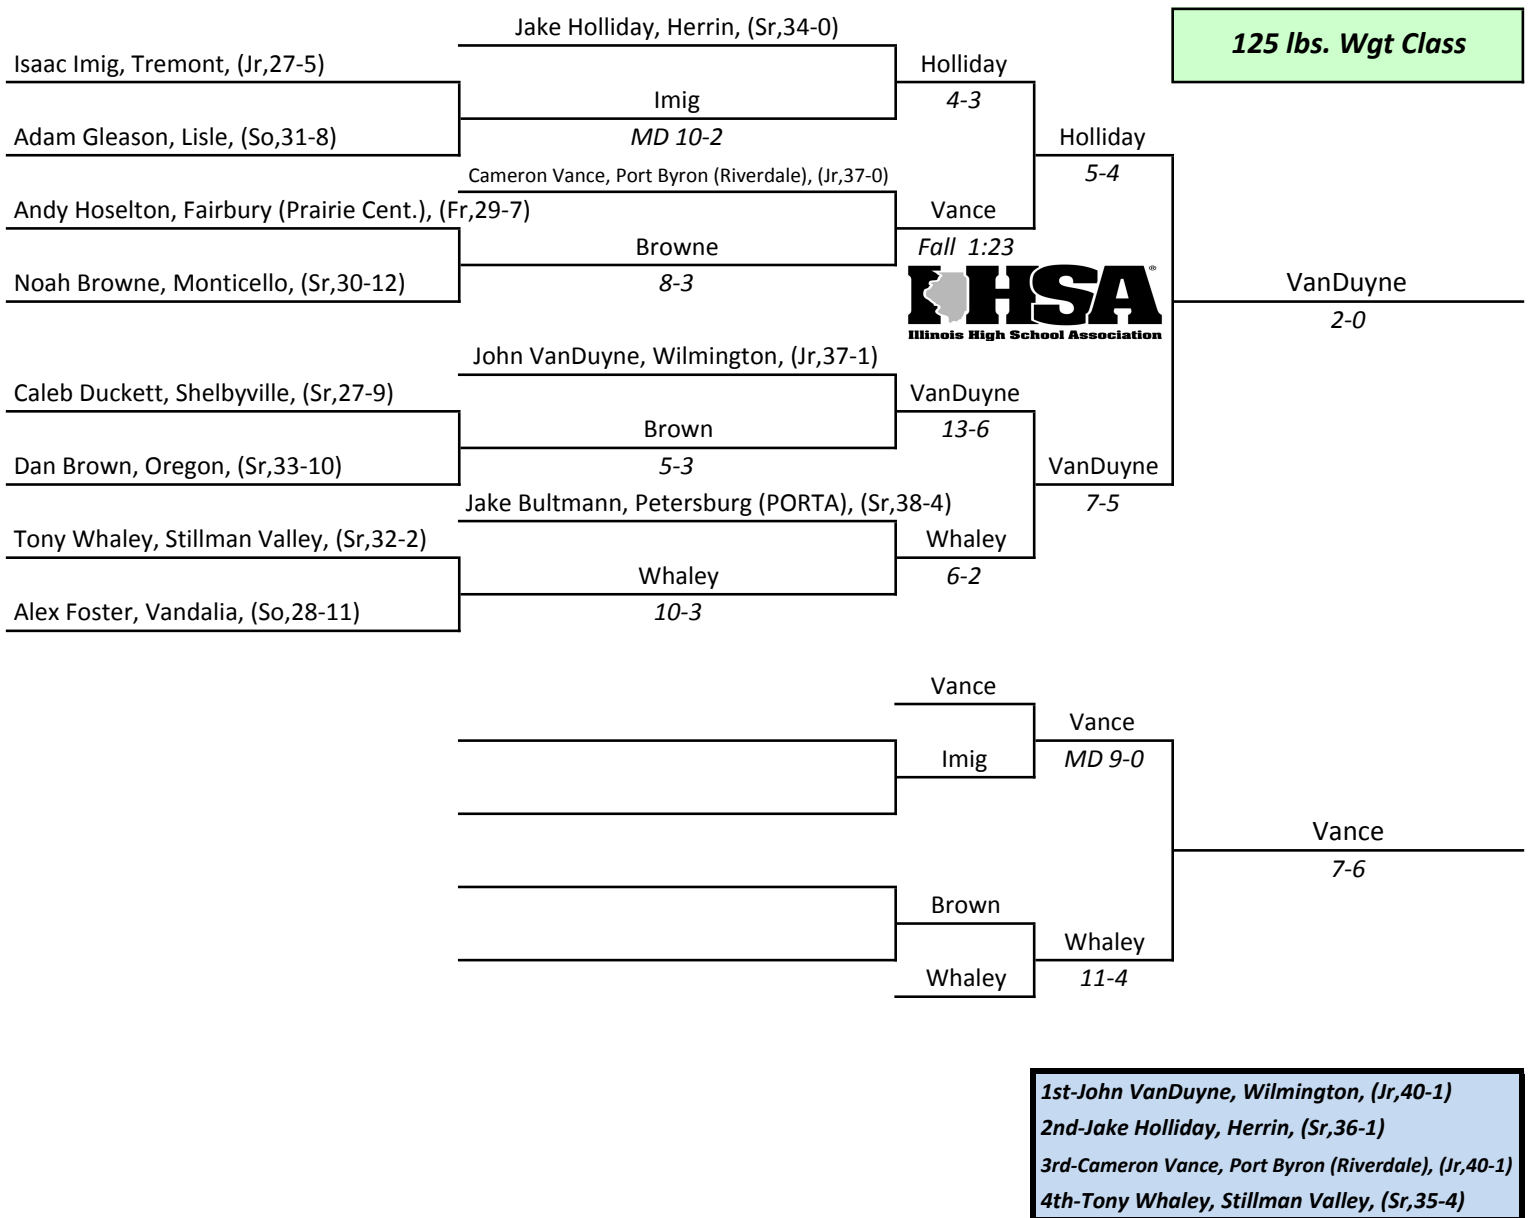 Jake Holliday, Herrin, (Sr,34-0)
125 lbs. Wgt Class
Isaac Imig, Tremont, (Jr,27-5)
Holliday
Imig
4-3
Adam Gleason, Lisle, (So,31-8)
MD 10-2
Holliday
Cameron Vance, Port Byron (Riverdale), (Jr,37-0)
5-4
Andy Hoselton, Fairbury (Prairie Cent.), (Fr,29-7)
Vance
Browne
Fall 1:23
Noah Browne, Monticello, (Sr,30-12)
8-3
IHSA®
Illinois High School Association
VanDuyne
2-0
John VanDuyne, Wilmington, (Jr,37-1)
Caleb Duckett, Shelbyville, (Sr,27-9)
VanDuyne
Brown
13-6
Dan Brown, Oregon, (Sr,33-10)
5-3
VanDuyne
Jake Bultmann, Petersburg (PORTA), (Sr,38-4)
7-5
Tony Whaley, Stillman Valley, (Sr,32-2)
Whaley
Whaley
6-2
Alex Foster, Vandalia, (So,28-11)
10-3
Vance
Vance
Imig
MD 9-0
Vance
7-6
Brown
Whaley
Whaley
11-4
1st-John VanDuyne, Wilmington, (Jr,40-1)
2nd-Jake Holliday, Herrin, (Sr,36-1)
3rd-Cameron Vance, Port Byron (Riverdale), (Jr,40-1)
4th-Tony Whaley, Stillman Valley, (Sr,35-4)